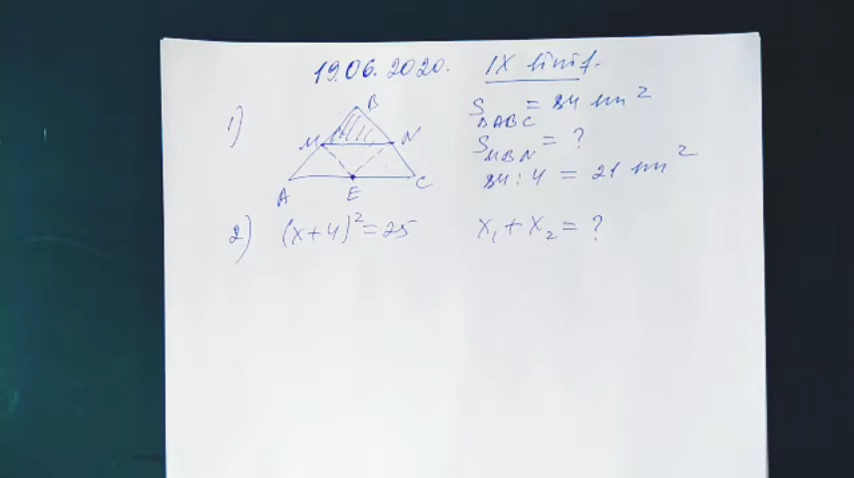 19.06.2020. IX sinif.
1) B M N A E C S△ABC = 84 sm²
SMBN = ?
84 : 4 = 21 sm²
2) (x+4)² = 25 x₁ + x₂ = ?